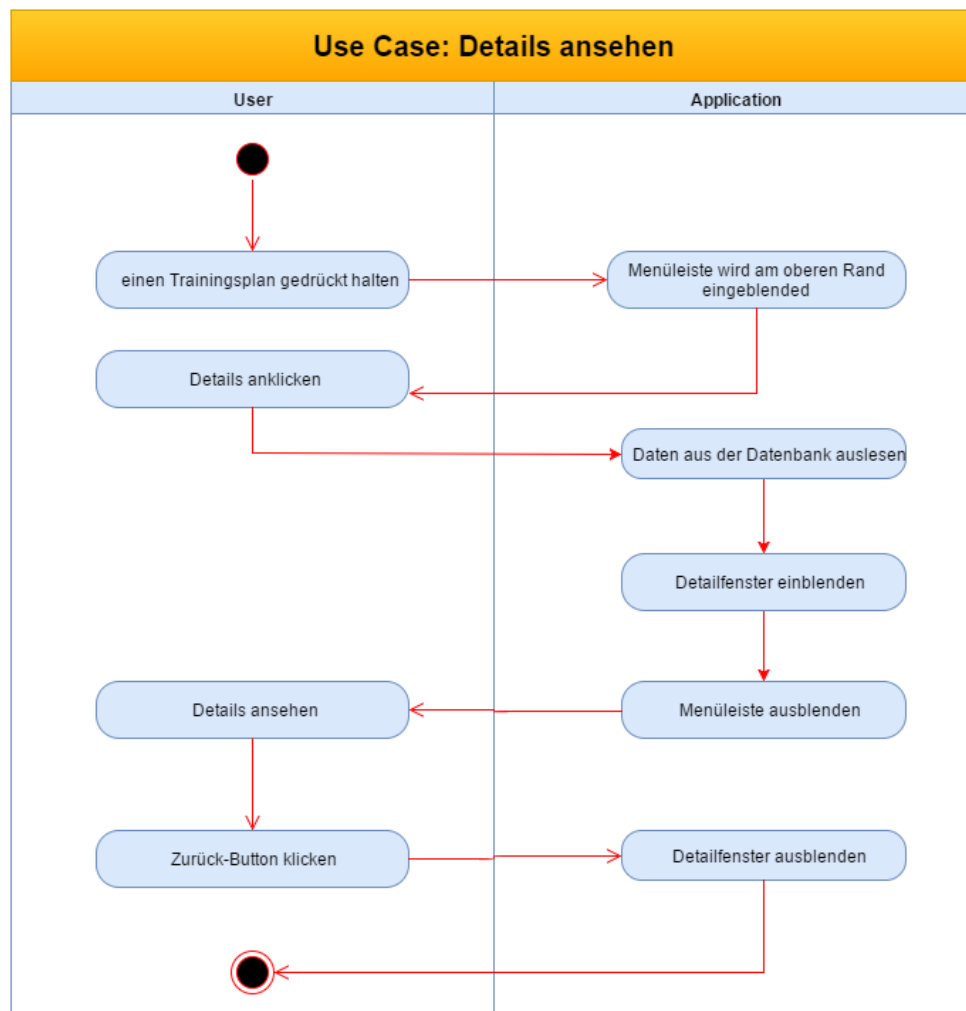 Use Case: Details ansehen
User
Application
einen Trainingsplan gedrückt halten
Menüleiste wird am oberen Rand
eingeblended
Details anklicken
Daten aus der Datenbank auslesen
Detailfenster einblenden
Details ansehen
Menüleiste ausblenden
Zurück-Button klicken
Detailfenster ausblenden